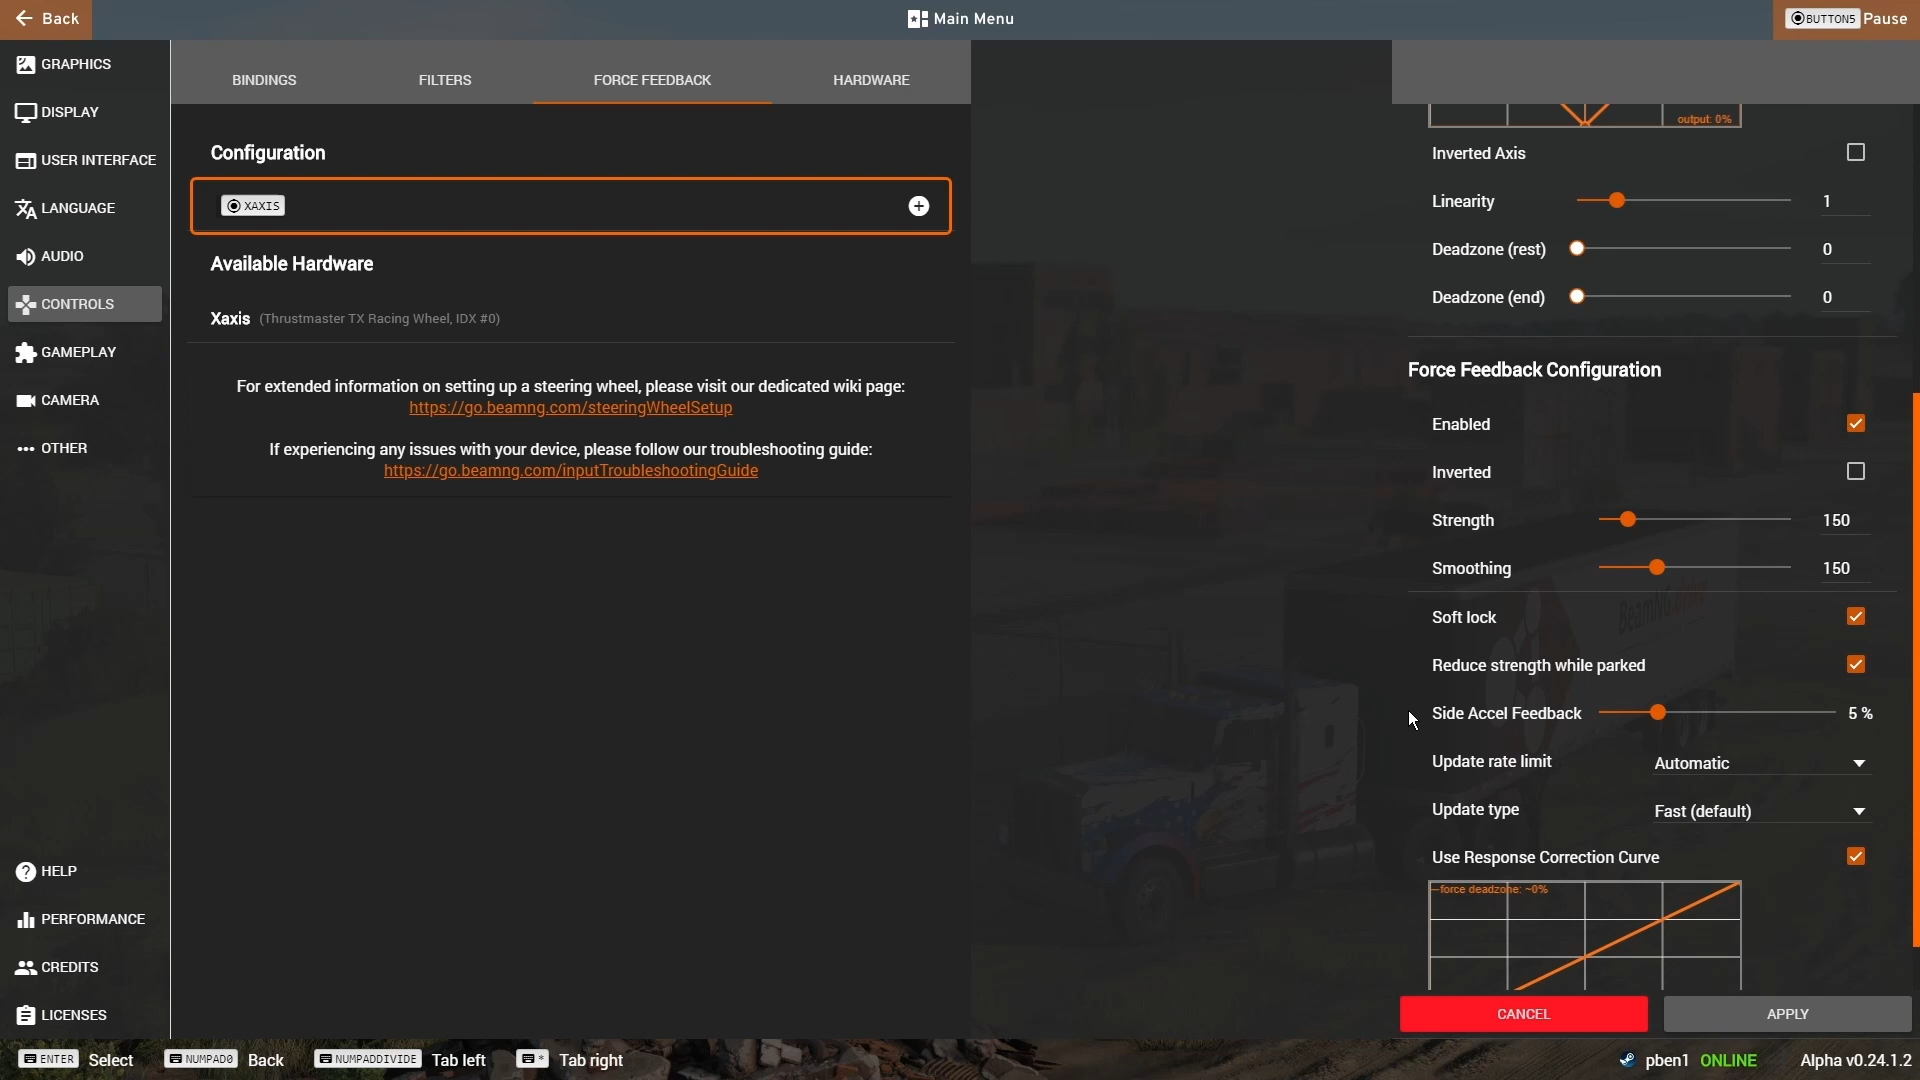 Back
Main Menu
BUTTON5 Pause
GRAPHICS
DISPLAY
USER INTERFACE
LANGUAGE
AUDIO
CONTROLS
GAMEPLAY
CAMERA
OTHER
HELP
PERFORMANCE
CREDITS
LICENSES
BINDINGS
FILTERS
FORCE FEEDBACK
HARDWARE
Configuration
XAXIS
Available Hardware
Xaxis (Thrustmaster TX Racing Wheel, IDX #0)
For extended information on setting up a steering wheel, please visit our dedicated wiki page:
https://go.beamng.com/steeringWheelSetup
If experiencing any issues with your device, please follow our troubleshooting guide:
https://go.beamng.com/inputTroubleshootingGuide
output: 0%
Inverted Axis
Linearity 1
Deadzone (rest) 0
Deadzone (end) 0
Force Feedback Configuration
Enabled
Inverted
Strength 150
Smoothing 150
Soft lock
Reduce strength while parked
Side Accel Feedback 5 %
Update rate limit Automatic
Update type Fast (default)
Use Response Correction Curve
force deadzone: ~0%
CANCEL
APPLY
ENTER Select
NUMPAD0 Back
NUMPADDIVIDE Tab left
* Tab right
pben1 ONLINE
Alpha v0.24.1.2